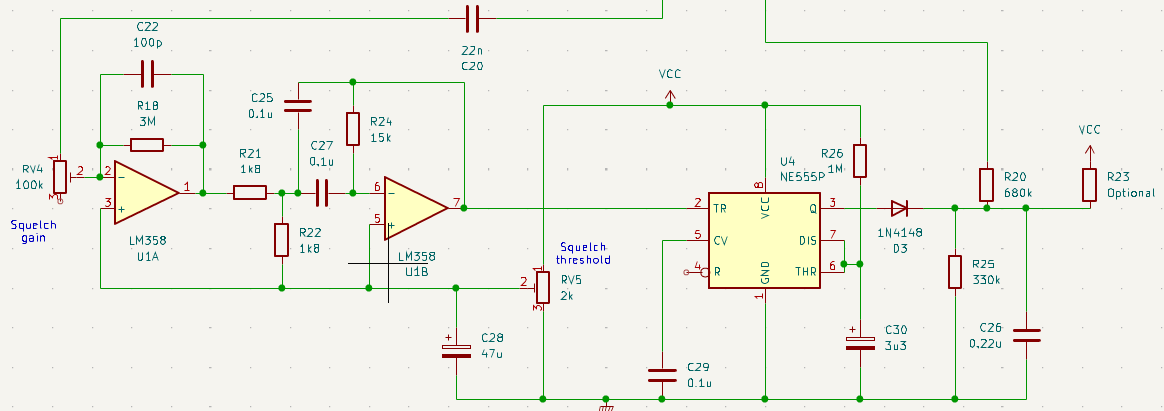 C22
100p
22n
C20
R18
3M
C25
0.1u
R24
15k
C27
0.1u
R21
1k8
R22
1k8
RV4
100k
1
2
3
Squelch
gain
2
3
1
LM358
U1A
6
5
7
LM358
U1B
Squelch
threshold
RV5
2k
1
2
3
C28
47u
VCC
R26
1M
U4
NE555P
8
VCC
2
TR
5
CV
4
R
Q
3
DIS
7
THR
6
GND
1
C29
0.1u
C30
3u3
1N4148
D3
R20
680k
VCC
R23
Optional
R25
330k
C26
0.22u